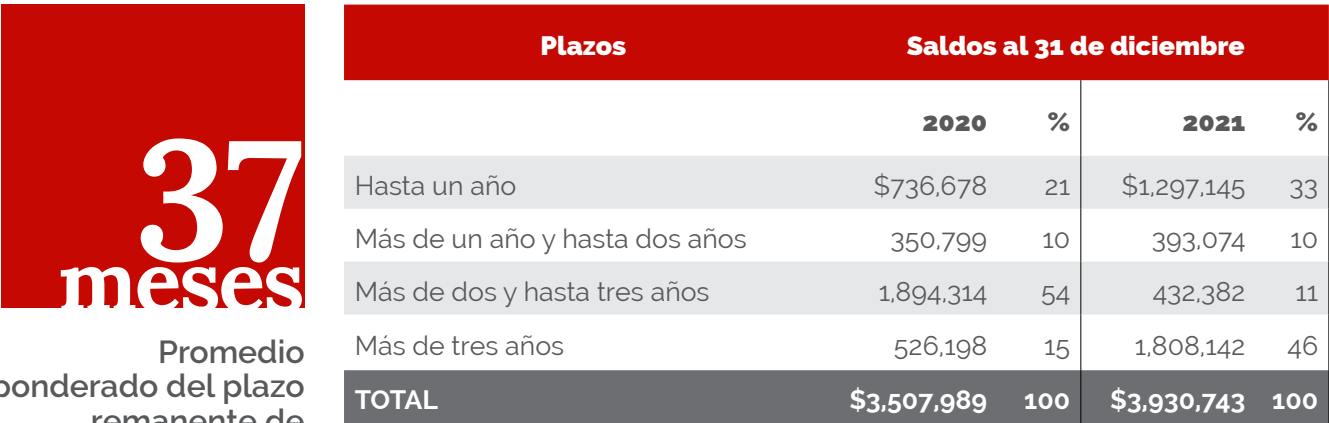 37
meses
Promedio
ponderado del plazo
remanente de
Plazos Saldos al 31 de diciembre
2020 % 2021 %
Hasta un año $736,678 21 $1,297,145 33
Más de un año y hasta dos años 350,799 10 393,074 10
Más de dos y hasta tres años 1,894,314 54 432,382 11
Más de tres años 526,198 15 1,808,142 46
TOTAL $3,507,989 100 $3,930,743 100